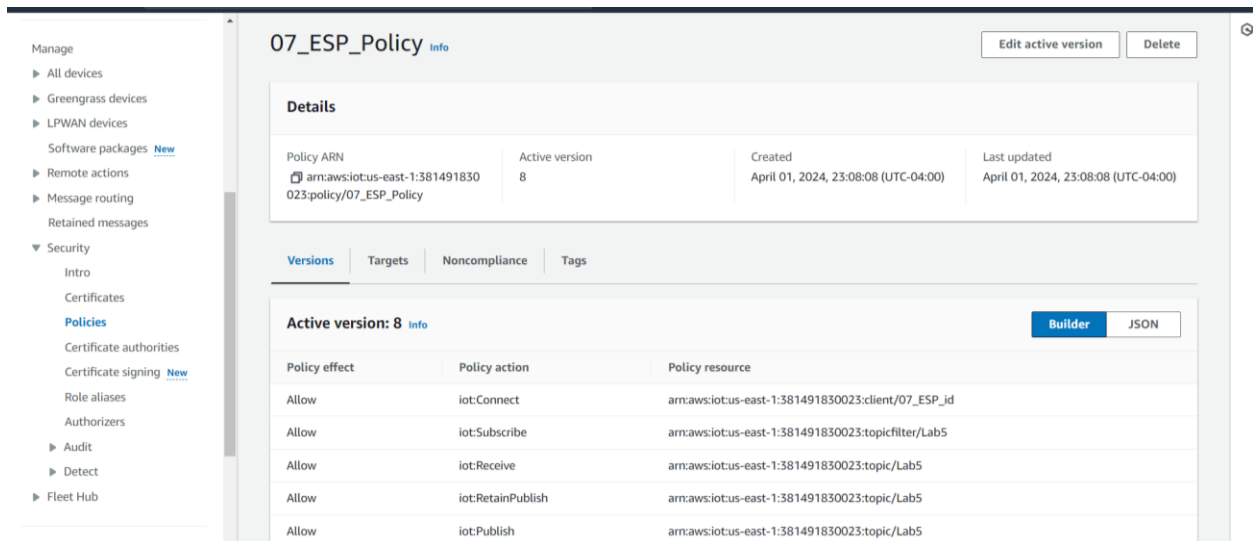 Manage
All devices
Greengrass devices
LPWAN devices
Software packages New
Remote actions
Message routing
Retained messages
Security
Intro
Certificates
Policies
Certificate authorities
Certificate signing New
Role aliases
Authorizers
Audit
Detect
Fleet Hub
07_ESP_Policy Info
Edit active version
Delete
Details
Policy ARN
arn:aws:iot:us-east-1:381491830
023:policy/07_ESP_Policy
Active version
8
Created
April 01, 2024, 23:08:08 (UTC-04:00)
Last updated
April 01, 2024, 23:08:08 (UTC-04:00)
Versions Targets Noncompliance Tags
Active version: 8 Info
Builder JSON
Policy effect Policy action Policy resource
Allow iot:Connect arn:aws:iot:us-east-1:381491830023:client/07_ESP_id
Allow iot:Subscribe arn:aws:iot:us-east-1:381491830023:topicfilter/Lab5
Allow iot:Receive arn:aws:iot:us-east-1:381491830023:topic/Lab5
Allow iot:RetainPublish arn:aws:iot:us-east-1:381491830023:topic/Lab5
Allow iot:Publish arn:aws:iot:us-east-1:381491830023:topic/Lab5